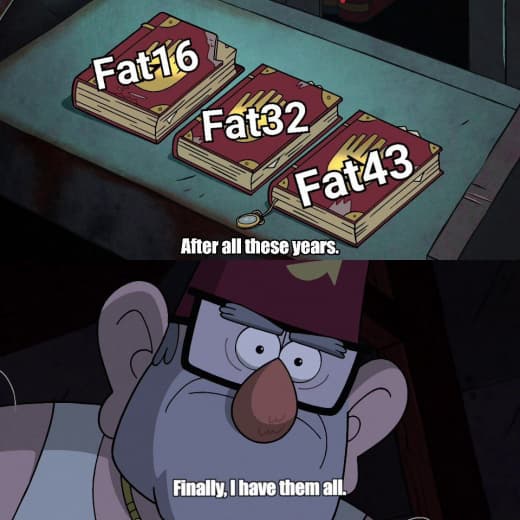 Fat16
Fat32
Fat43
After all these years.
Finally, I have them all.